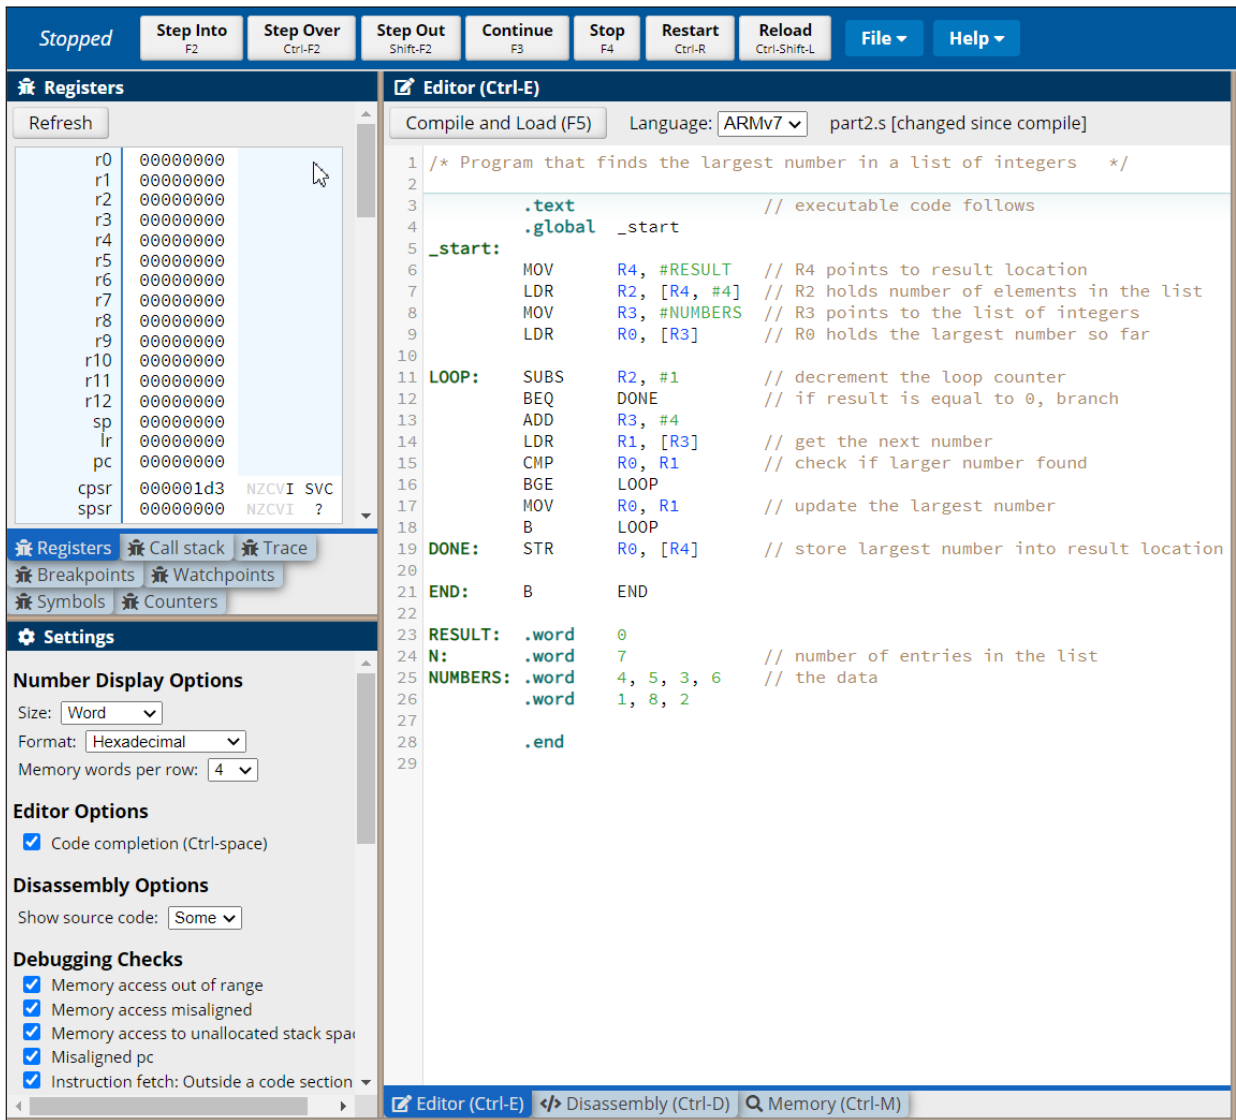 Stopped
Step Into
F2
Step Over
Ctrl-F2
Step Out
Shift-F2
Continue
F3
Stop
F4
Restart
Ctrl-R
Reload
Ctrl-Shift-L
File
Help
Registers
Refresh
r0 00000000
r1 00000000
r2 00000000
r3 00000000
r4 00000000
r5 00000000
r6 00000000
r7 00000000
r8 00000000
r9 00000000
r10 00000000
r11 00000000
r12 00000000
sp 00000000
lr 00000000
pc 00000000
cpsr 000001d3 NZCVI SVC
spsr 00000000 NZCVI ?
Registers Call stack Trace
Breakpoints Watchpoints
Symbols Counters
Settings
Number Display Options
Size: Word
Format: Hexadecimal
Memory words per row: 4
Editor Options
Code completion (Ctrl-space)
Disassembly Options
Show source code: Some
Debugging Checks
Memory access out of range
Memory access misaligned
Memory access to unallocated stack spa
Misaligned pc
Instruction fetch: Outside a code section
Editor (Ctrl-E)
Compile and Load (F5) Language: ARMv7 part2.s [changed since compile]
1 /* Program that finds the largest number in a list of integers */
2
3 .text // executable code follows
4 .global _start
5 _start:
6 MOV R4, #RESULT // R4 points to result location
7 LDR R2, [R4, #4] // R2 holds number of elements in the list
8 MOV R3, #NUMBERS // R3 points to the list of integers
9 LDR R0, [R3] // R0 holds the largest number so far
10
11 LOOP: SUBS R2, #1 // decrement the loop counter
12 BEQ DONE // if result is equal to 0, branch
13 ADD R3, #4
14 LDR R1, [R3] // get the next number
15 CMP R0, R1 // check if larger number found
16 BGE LOOP
17 MOV R0, R1 // update the largest number
18 B LOOP
19 DONE: STR R0, [R4] // store largest number into result location
20
21 END: B END
22
23 RESULT: .word 0
24 N: .word 7 // number of entries in the list
25 NUMBERS: .word 4, 5, 3, 6 // the data
26 .word 1, 8, 2
27
28 .end
29
Editor (Ctrl-E) Disassembly (Ctrl-D) Memory (Ctrl-M)